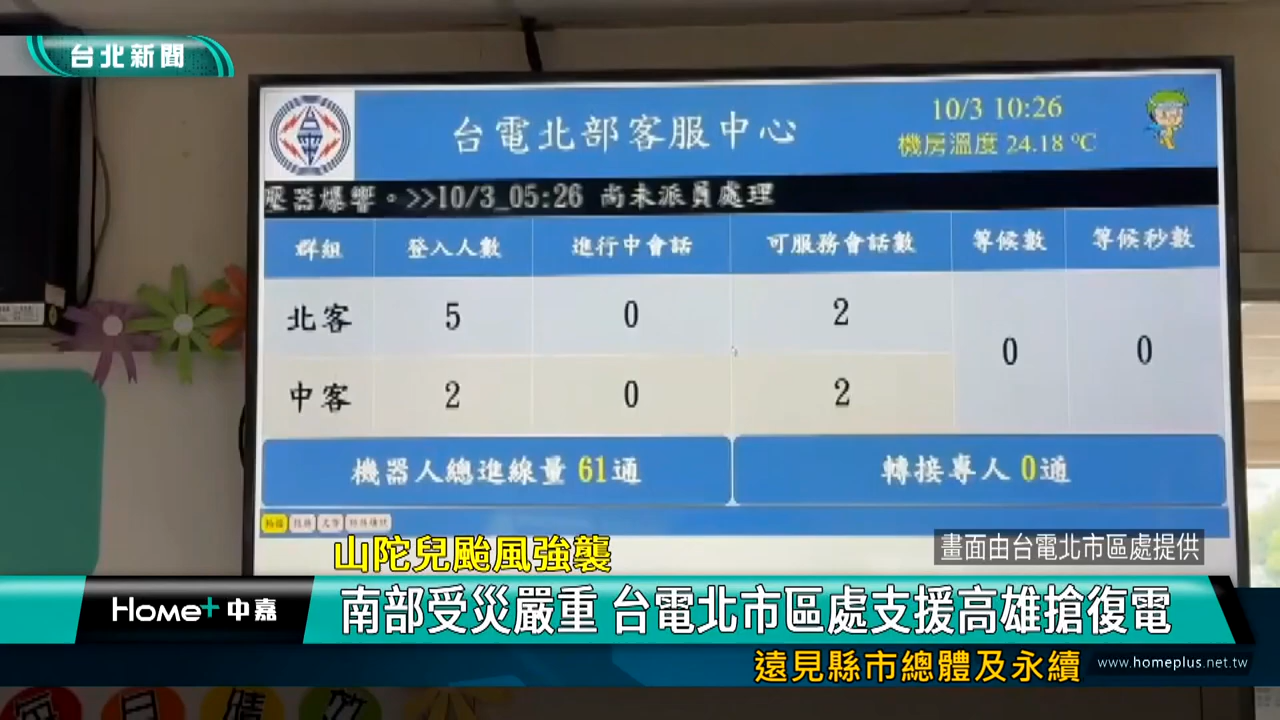 台北新聞
台電北部客服中心
10/3 10:26
機房溫度 24.18 ℃
壓器爆響。>>10/3_05:26 尚未派員處理
群組 登入人數 進行中會話 可服務會話數 等候數 等候秒數
北客 5 0 2 0 0
中客 2 0 2
機器人總進線量 61通 轉接專人 0通
山陀兒颱風強襲
畫面由台電北市區處提供
Home+中嘉
南部受災嚴重 台電北市區處支援高雄搶復電
遠見縣市總體及永續
www.homeplus.net.tw